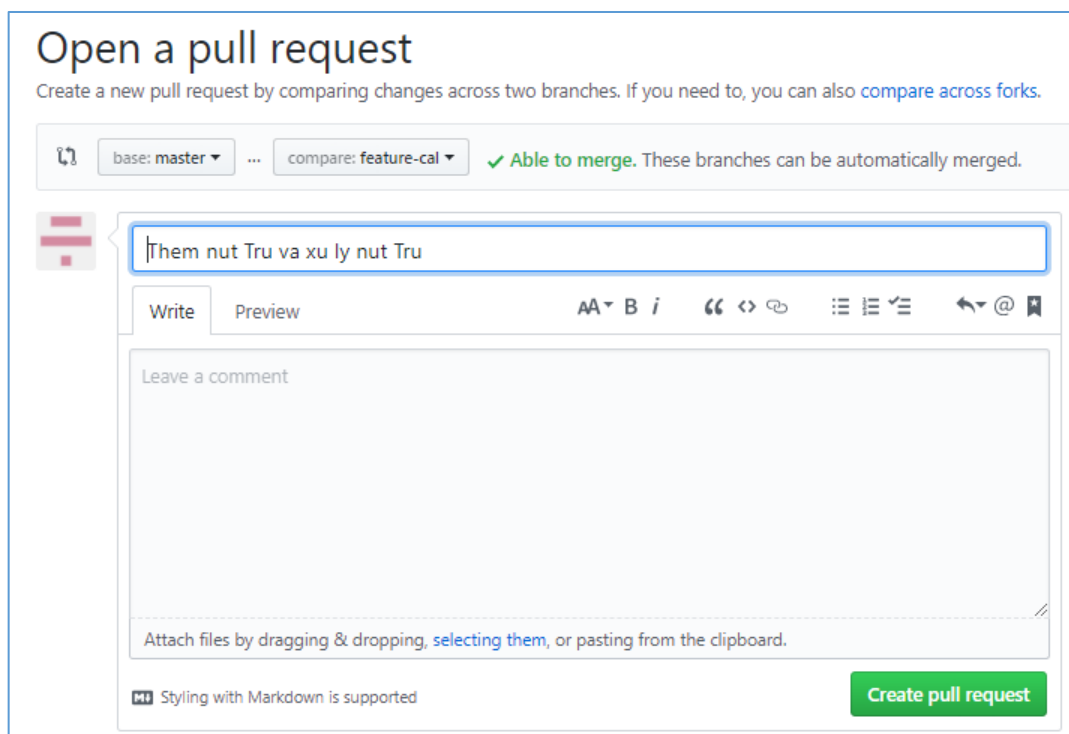 Open a pull request
Create a new pull request by comparing changes across two branches. If you need to, you can also compare across forks.
base: master ... compare: feature-cal ✓ Able to merge. These branches can be automatically merged.
Them nut Tru va xu ly nut Tru
Write Preview AA B i
Leave a comment
Attach files by dragging & dropping, selecting them, or pasting from the clipboard.
Styling with Markdown is supported Create pull request